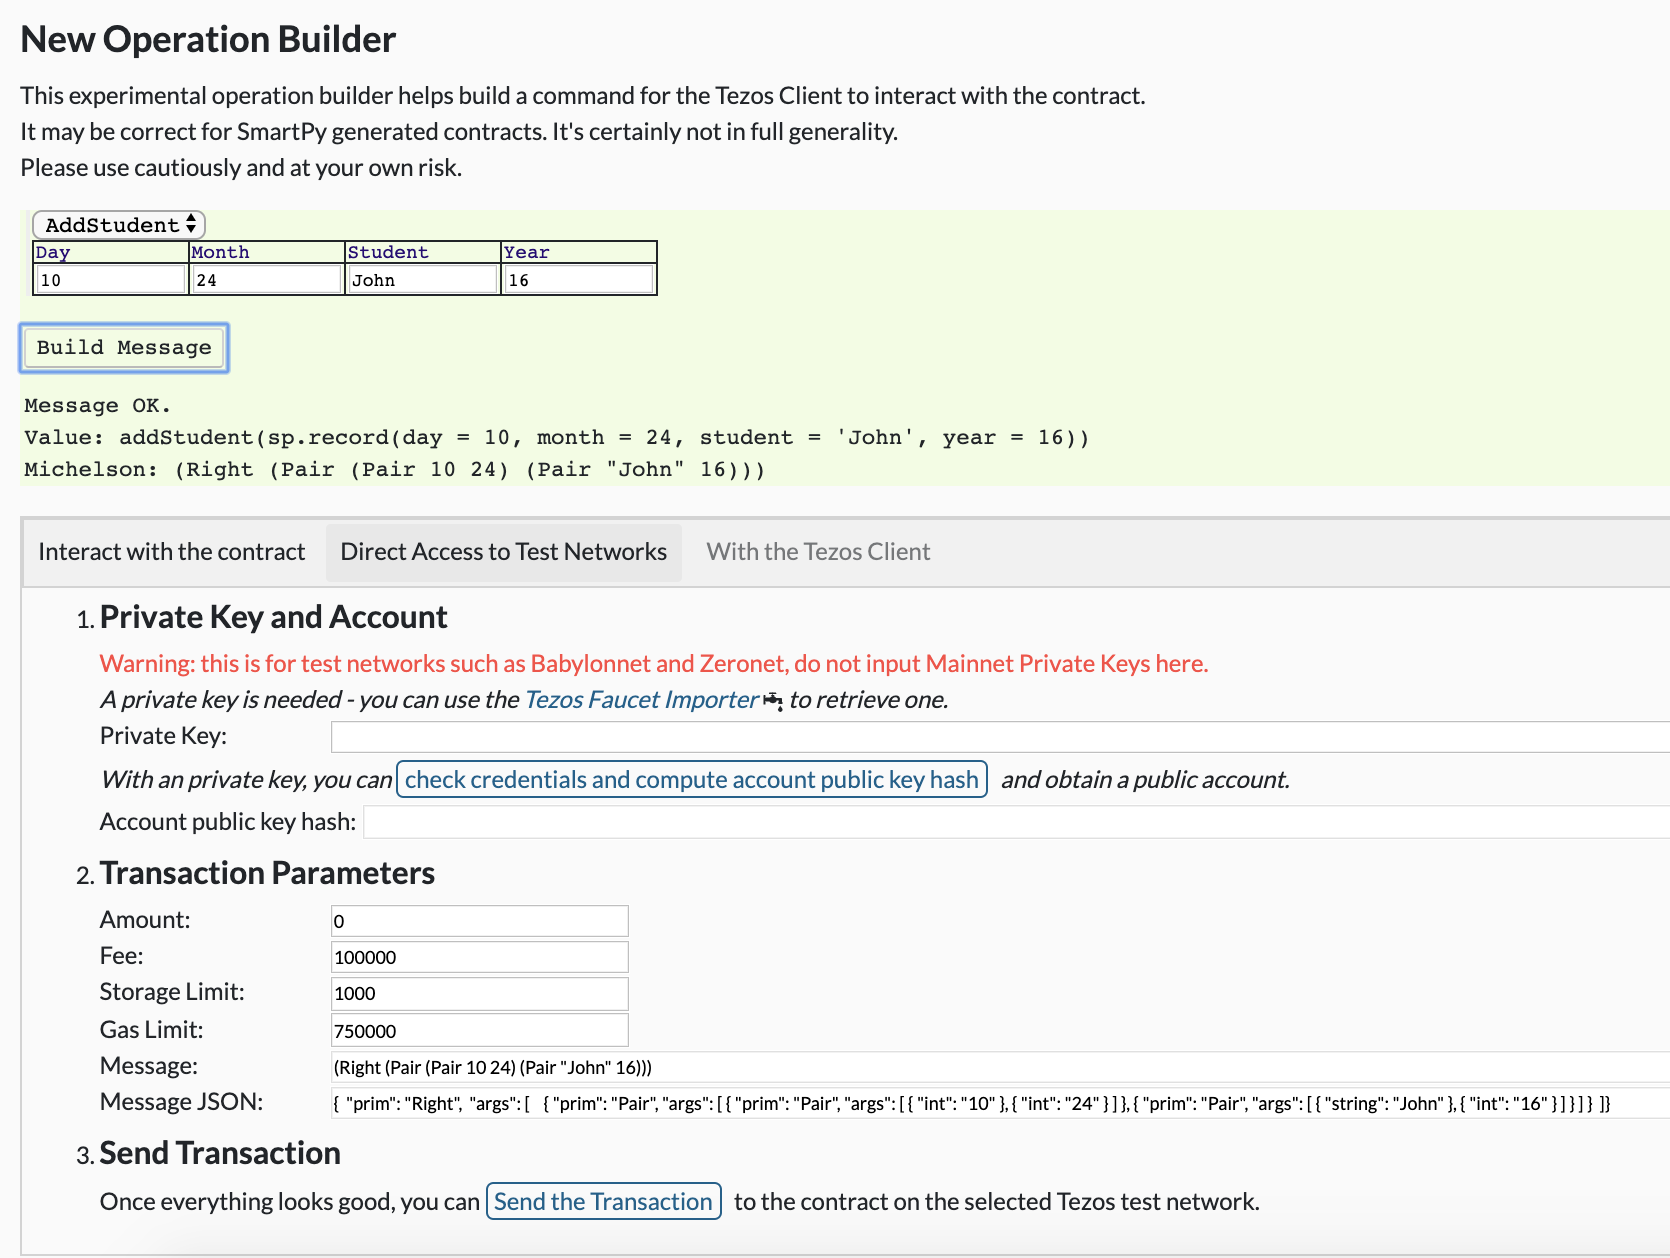 New Operation Builder
This experimental operation builder helps build a command for the Tezos Client to interact with the contract.
It may be correct for SmartPy generated contracts. It's certainly not in full generality.
Please use cautiously and at your own risk.
AddStudent
Day Month Student Year
10 24 John 16
Build Message
Message OK.
Value: addStudent(sp.record(day = 10, month = 24, student = 'John', year = 16))
Michelson: (Right (Pair (Pair 10 24) (Pair "John" 16)))
Interact with the contract Direct Access to Test Networks With the Tezos Client
1. Private Key and Account
Warning: this is for test networks such as Babylonnet and Zeronet, do not input Mainnet Private Keys here.
A private key is needed - you can use the Tezos Faucet Importer to retrieve one.
Private Key:
With an private key, you can check credentials and compute account public key hash and obtain a public account.
Account public key hash:
2. Transaction Parameters
Amount: 0
Fee: 100000
Storage Limit: 1000
Gas Limit: 750000
Message: (Right (Pair (Pair 10 24) (Pair "John" 16)))
Message JSON: { "prim": "Right", "args": [ { "prim": "Pair", "args": [ { "prim": "Pair", "args": [ { "int": "10" }, { "int": "24" } ] }, { "prim": "Pair", "args": [ { "string": "John" }, { "int": "16" } ] } ] } ]}
3. Send Transaction
Once everything looks good, you can Send the Transaction to the contract on the selected Tezos test network.